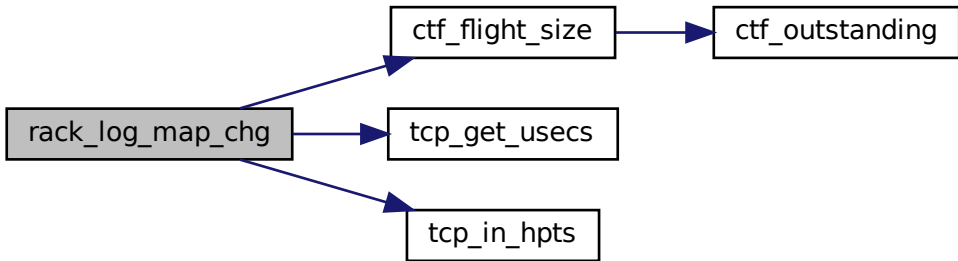 ctf_flight_size
ctf_outstanding
rack_log_map_chg
tcp_get_usecs
tcp_in_hpts